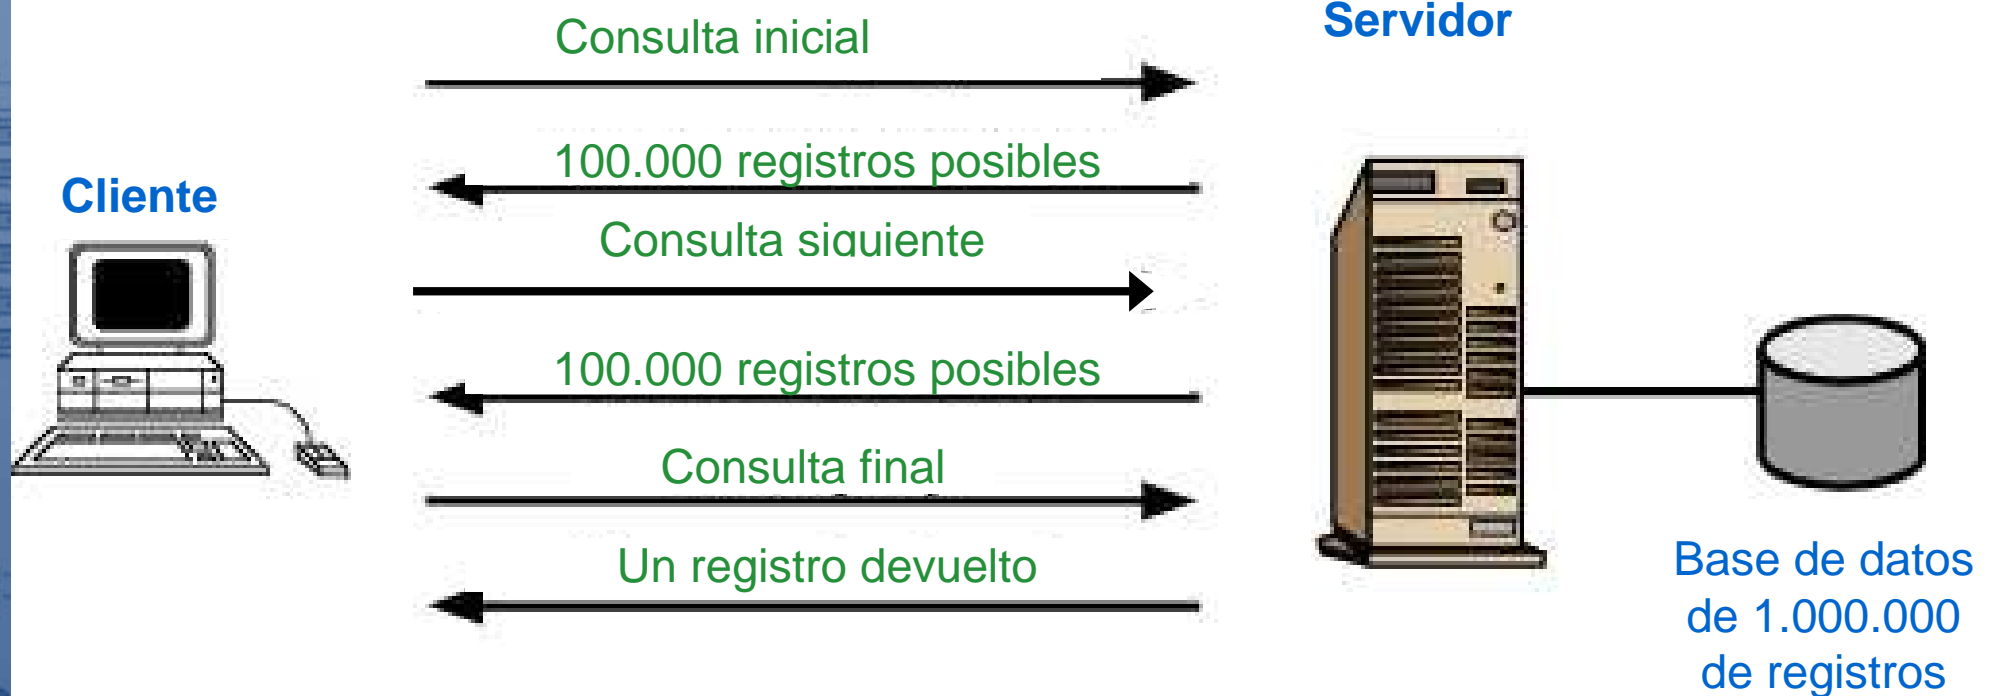 Servidor
Consulta inicial
100.000 registros posibles
Cliente
Consulta siguiente
100.000 registros posibles
Consulta final
Un registro devuelto
Base de datos
de 1.000.000
de registros